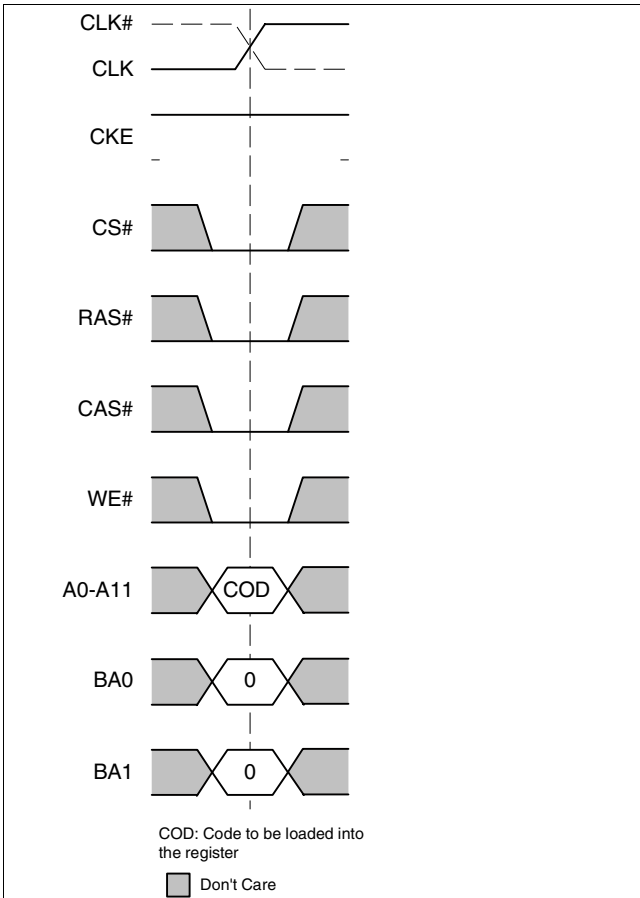 CLK#
CLK
CKE
CS#
RAS#
CAS#
WE#
A0-A11
COD
BA0
0
BA1
0
COD: Code to be loaded into
the register
Don't Care